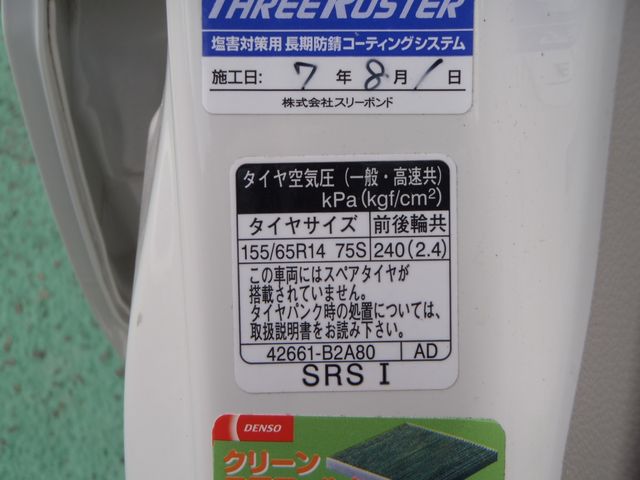 THREEROSTER
塩害対策用 長期防錆コーティングシステム
施工日: 7 年 8 月 1 日
株式会社スリーボンド
タイヤ空気圧 (一般・高速共)
kPa(kgf/cm²)
タイヤサイズ 前後輪共
155/65R14 75S 240(2.4)
この車両にはスペアタイヤが
搭載されていません。
タイヤパンク時の処置については、
取扱説明書をお読み下さい。
42661-B2A80 AD
SRS I
DENSO
クリーン